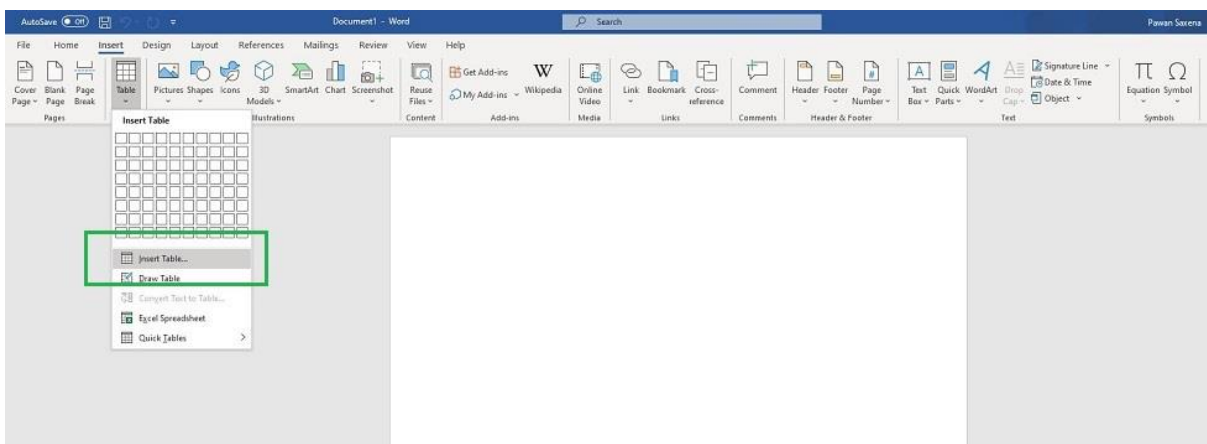 AutoSave Off Document1 - Word Search Pawan Saxena
File Home Insert Design Layout References Mailings Review View Help
Cover Page
Blank Page
Page Break
Table
Pictures
Shapes
Icons
3D Models
SmartArt
Chart
Screenshot
Reuse Files
Get Add-ins
My Add-ins
Wikipedia
Online Video
Link
Bookmark
Cross-reference
Comment
Header
Footer
Page Number
Text Box
Quick Parts
WordArt
Drop Cap
Signature Line
Date & Time
Object
Equation
Symbol
Pages Illustrations Content Add-ins Media Links Comments Header & Footer Text Symbols
Insert Table
Insert Table...
Draw Table
Convert Text to Table...
Excel Spreadsheet
Quick Tables